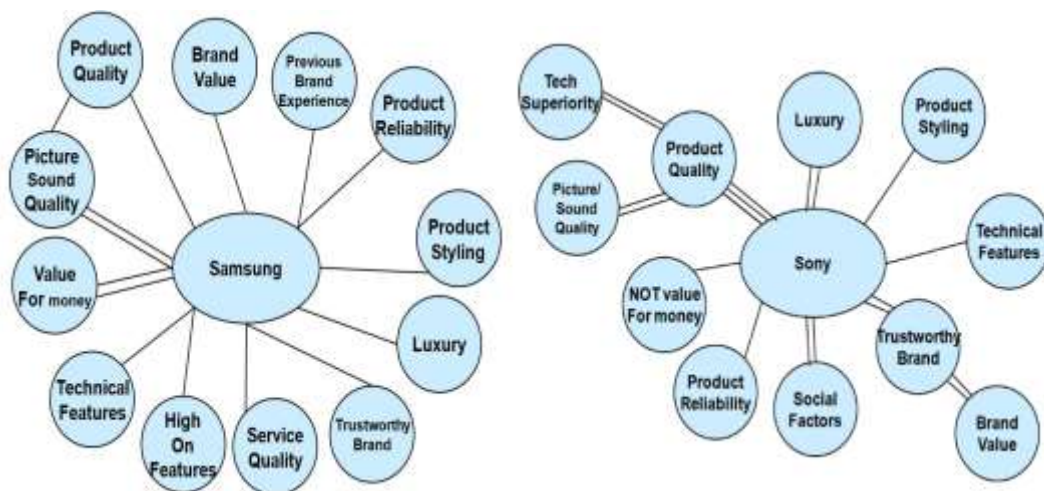 Product
Quality
Brand
Value
Previous
Brand
Experience
Product
Reliability
Picture
Sound
Quality
Product
Styling
Samsung
Value
For money
Luxury
Technical
Features
High
On
Features
Service
Quality
Trustworthy
Brand
Tech
Superiority
Luxury
Product
Styling
Product
Quality
Picture/
Sound
Quality
Technical
Features
Sony
NOT value
For money
Trustworthy
Brand
Product
Reliability
Social
Factors
Brand
Value